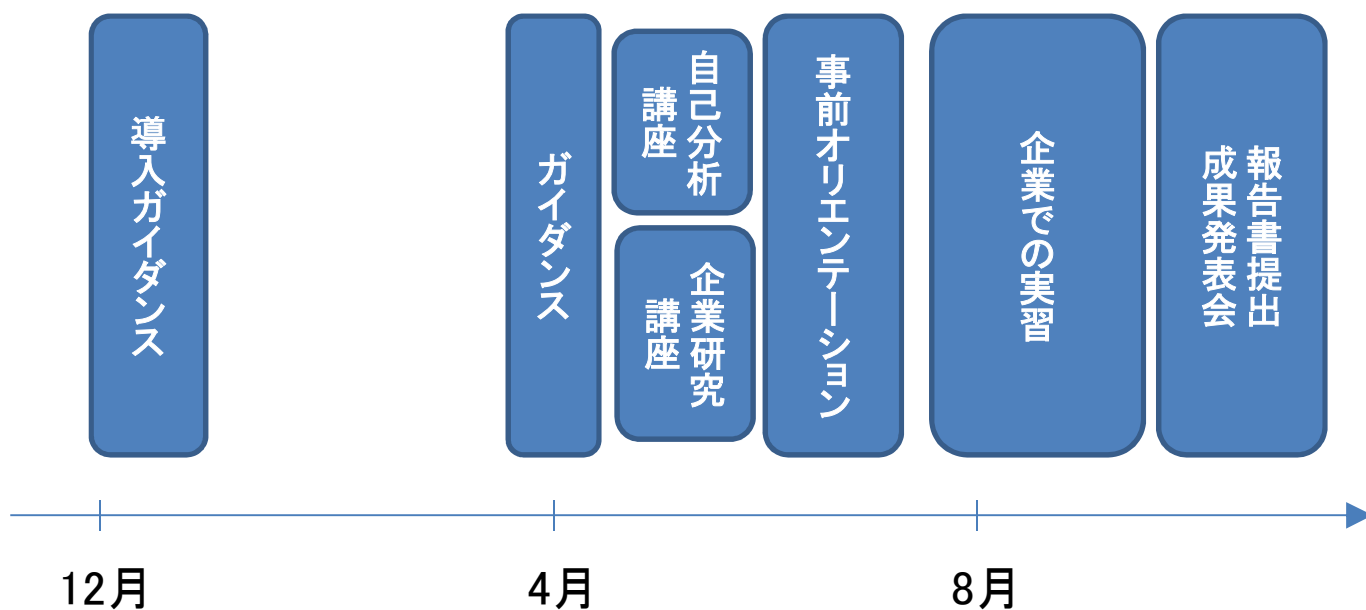 導入ガイダンス
ガイダンス
自己分析
講座
企業研究
講座
事前オリエンテーション
企業での実習
報告書提出
成果発表会
12月
4月
8月